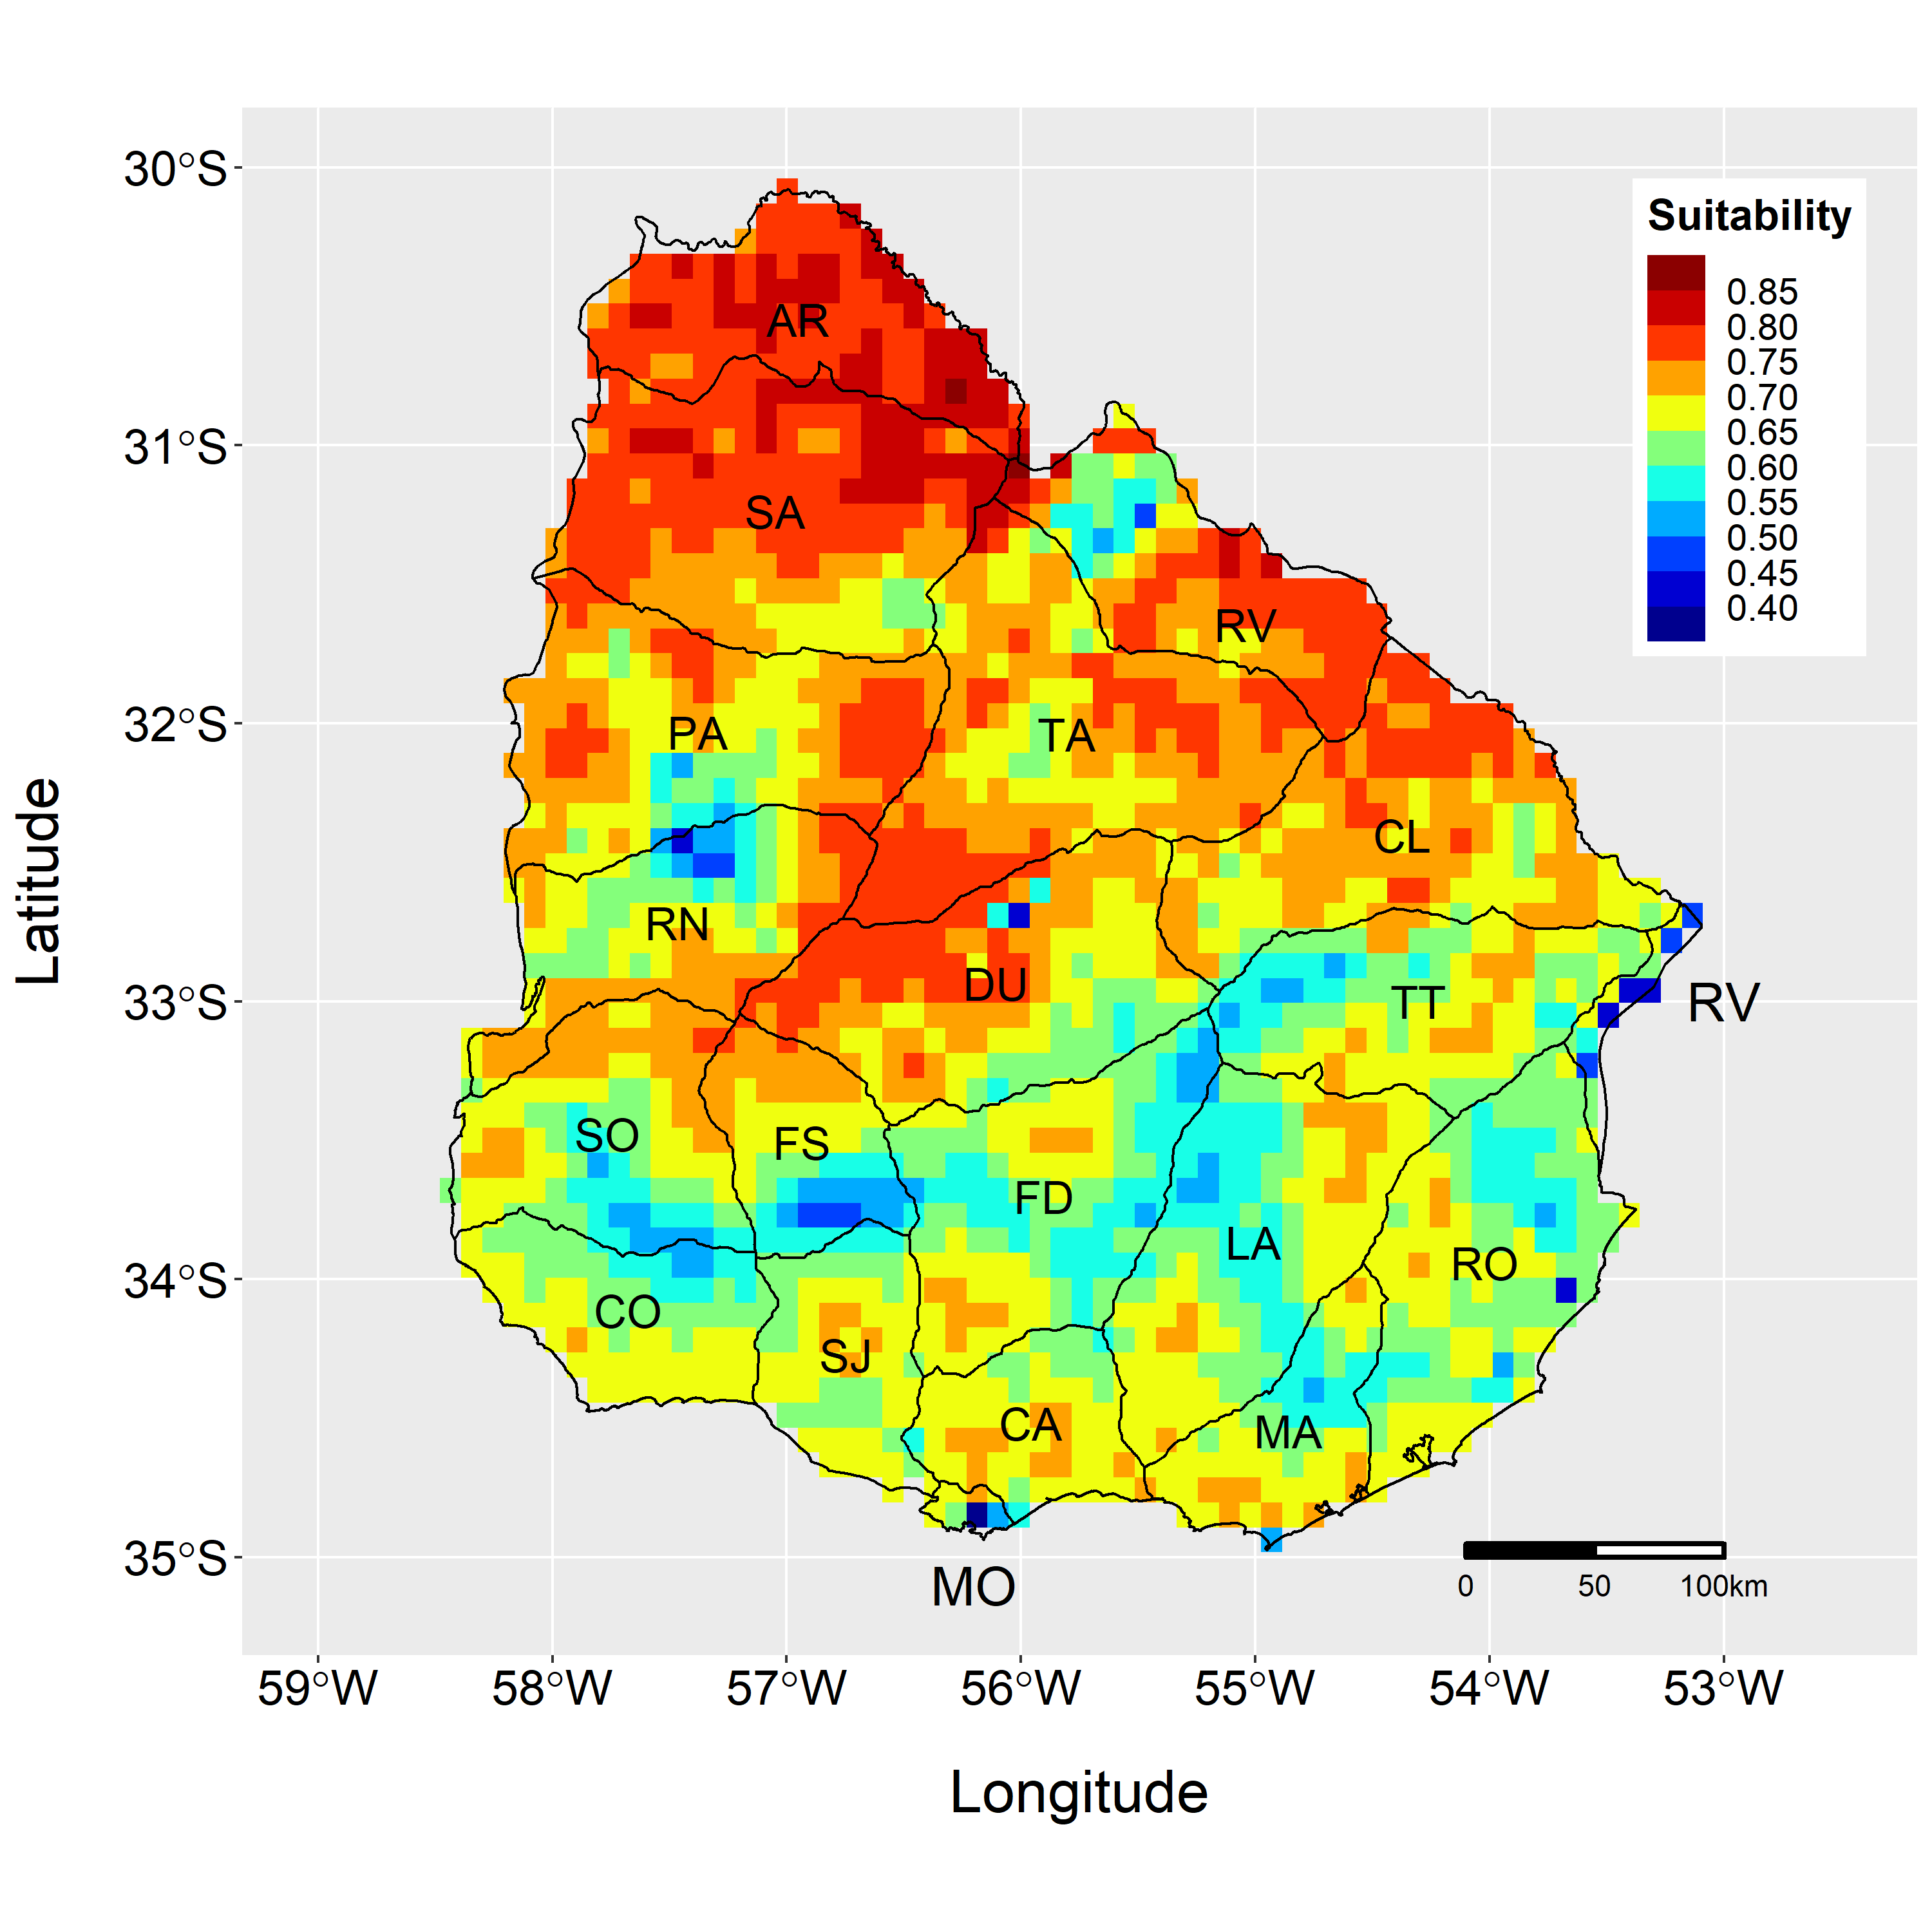 30°S
31°S
32°S
33°S
34°S
35°S
Latitude
59°W
58°W
57°W
56°W
55°W
54°W
53°W
Longitude
Suitability
0.85
0.80
0.75
0.70
0.65
0.60
0.55
0.50
0.45
0.40
AR
SA
RV
PA
TA
CL
RN
DU
TT
RV
SO
FS
FD
LA
RO
CO
SJ
CA
MA
MO
0
50
100km